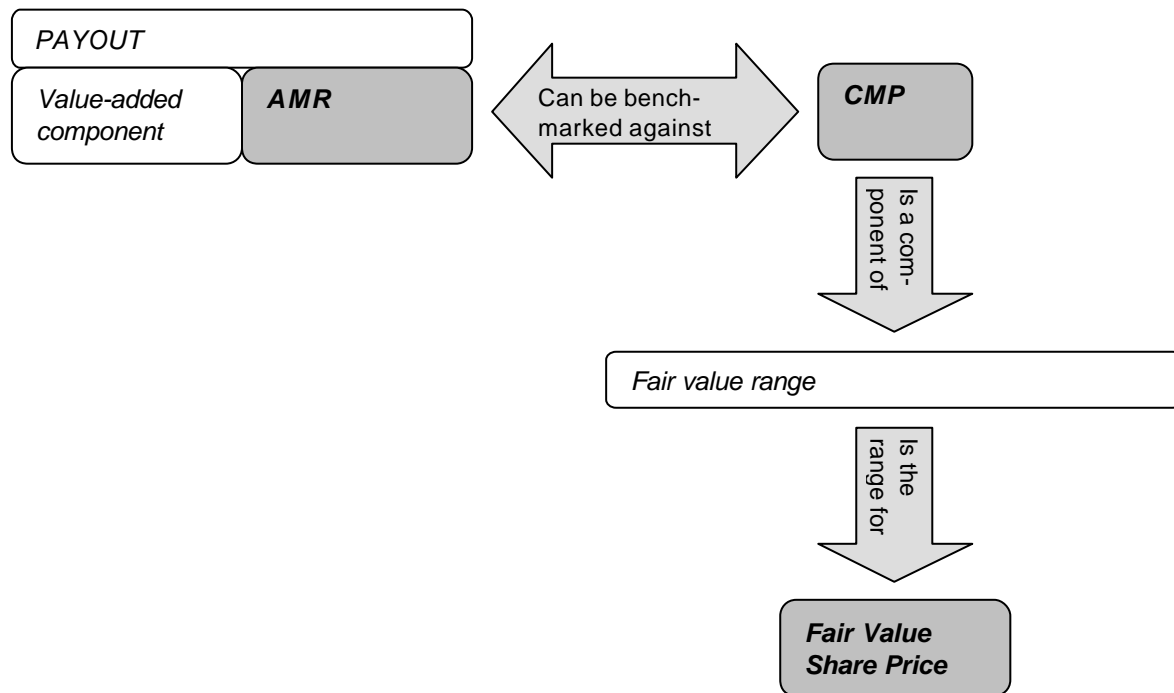 PAYOUT
Value-added
component
AMR
Can be bench-
marked against
CMP
Is a com-
ponent of
Fair value range
Is the
range for
Fair Value
Share Price